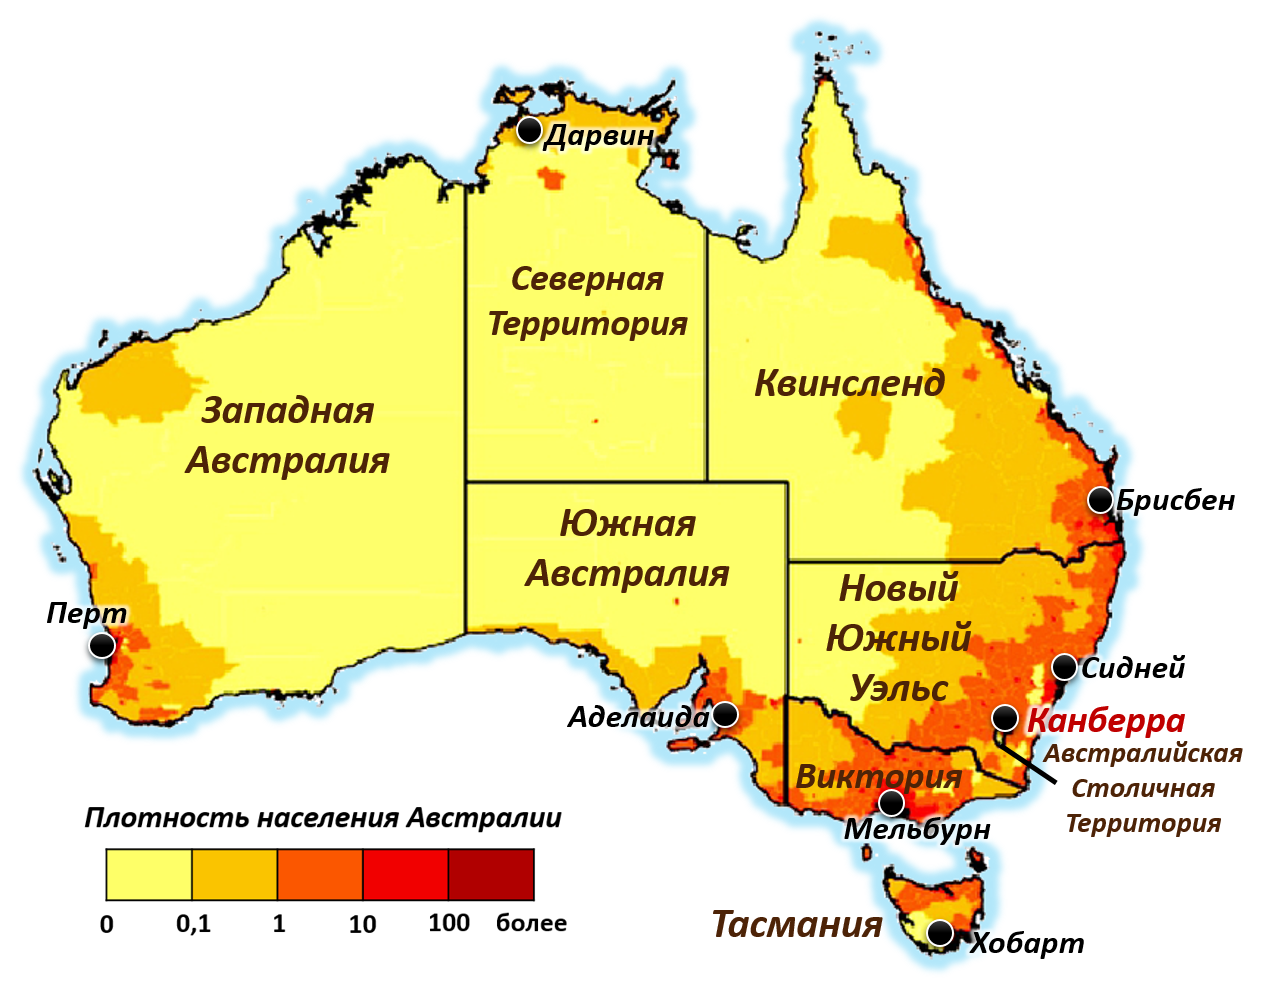 Дарвин
Северная
Территория
Квинсленд
Западная
Австралия
Брисбен
Южная
Австралия
Новый
Южный
Уэльс
Перт
Сидней
Аделаида
Канберра
Австралийская
Столичная
Территория
Виктория
Мельбурн
Плотность населения Австралии
0 0,1 1 10 100 более
Тасмания
Хобарт